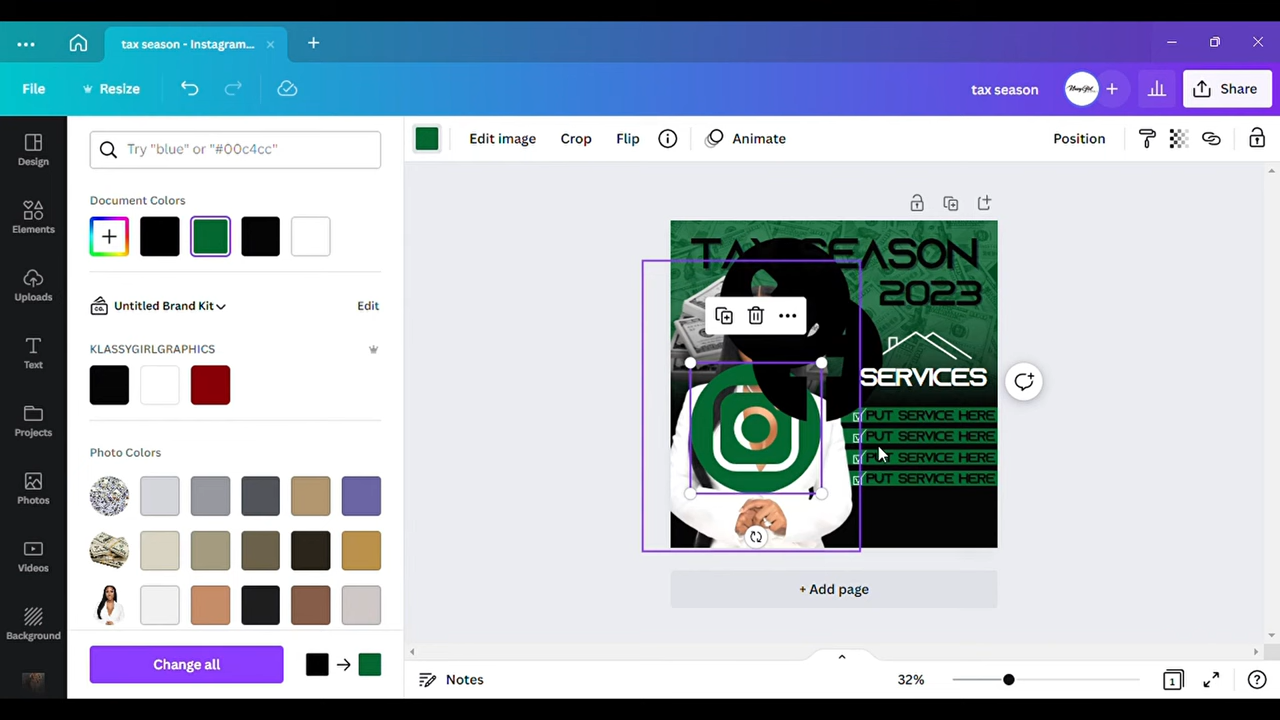 tax season - Instagram...
File
Resize
tax season
Share
Design
Elements
Uploads
Text
Projects
Photos
Videos
Background
Try "blue" or "#00c4cc"
Document Colors
Untitled Brand Kit
Edit
KLASSYGIRLGRAPHICS
Photo Colors
Change all
Edit image
Crop
Flip
Animate
Position
TAX SEASON
2023
SERVICES
PUT SERVICE HERE
PUT SERVICE HERE
PUT SERVICE HERE
PUT SERVICE HERE
+ Add page
Notes
32%
1